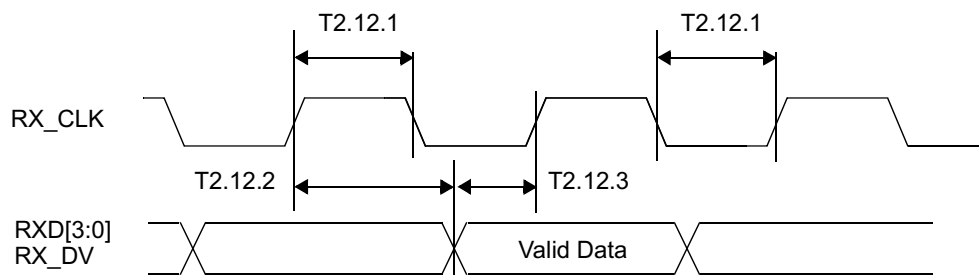 T2.12.1 T2.12.1
RX_CLK
T2.12.2 T2.12.3
RXD[3:0]
RX_DV
Valid Data